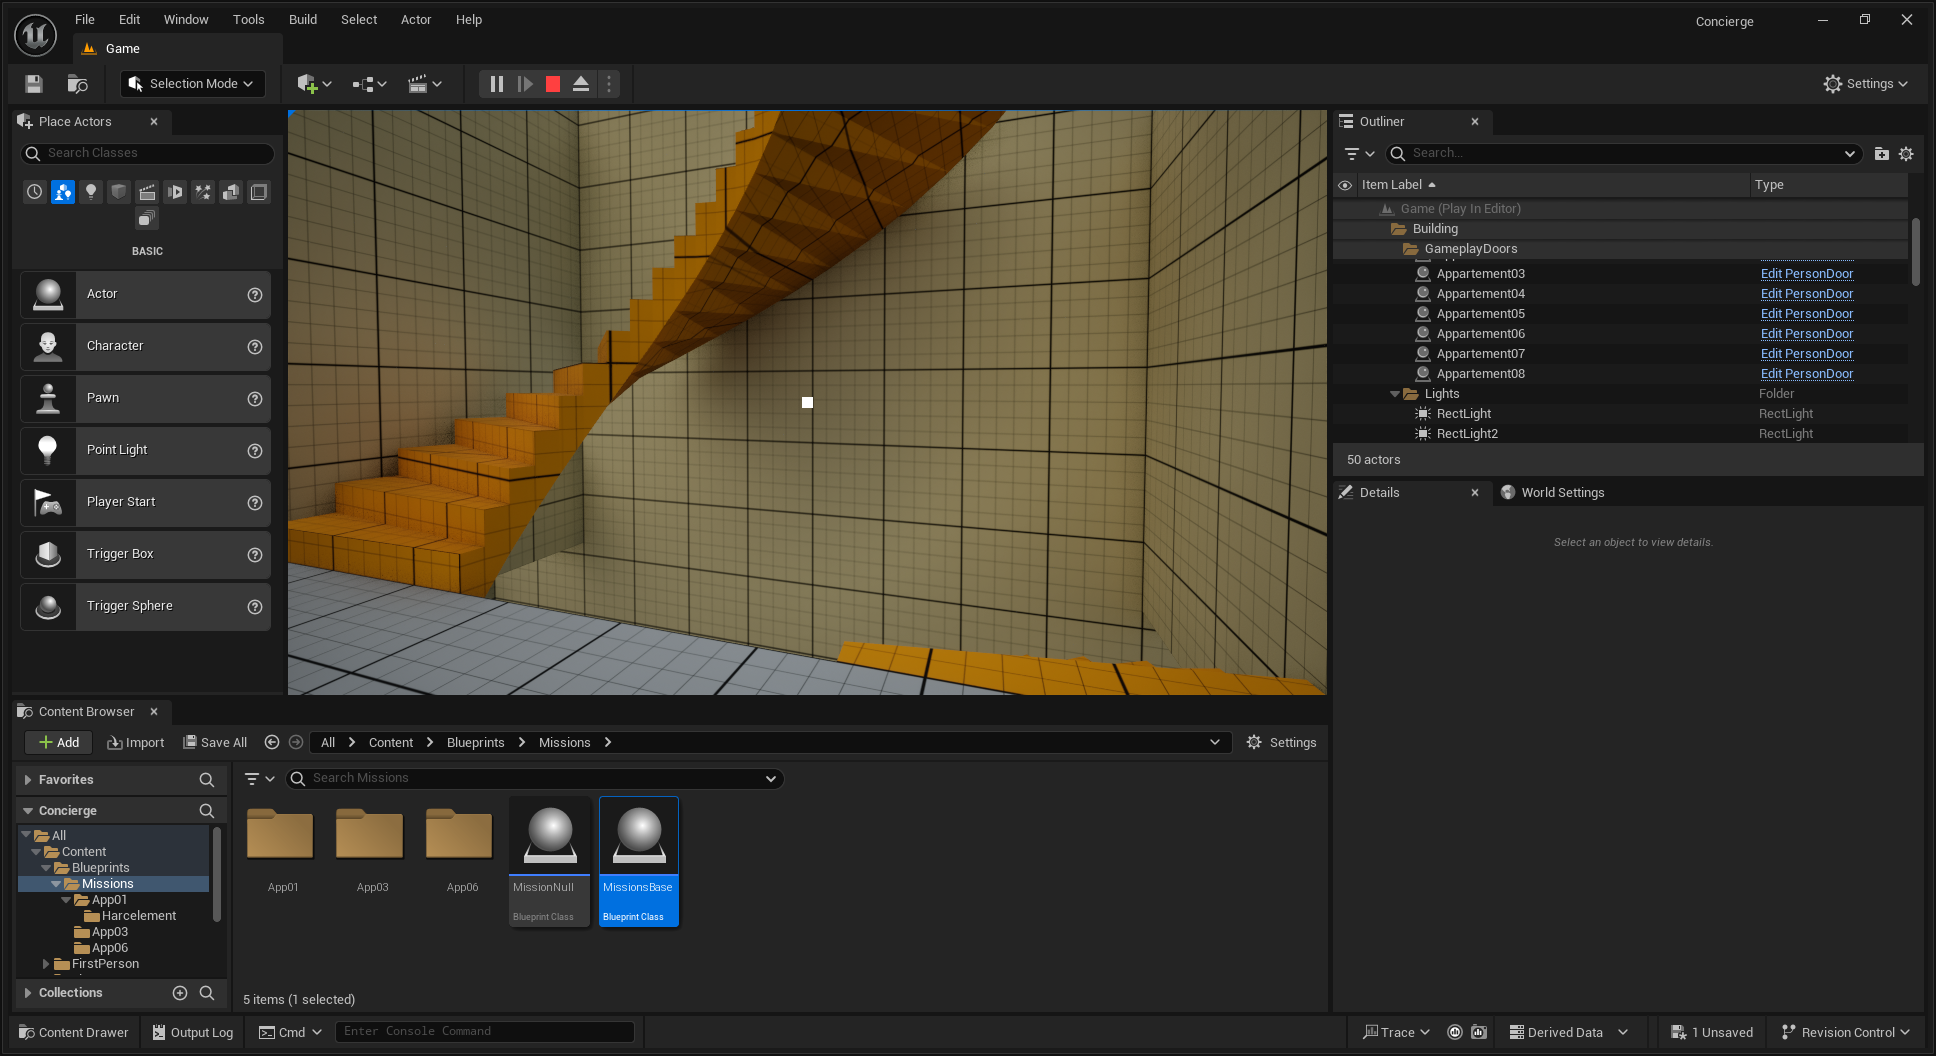 File Edit Window Tools Build Select Actor Help
Concierge
Game
Selection Mode
Settings
Place Actors
Search Classes
BASIC
Actor
Character
Pawn
Point Light
Player Start
Trigger Box
Trigger Sphere
Outliner
Search...
Item Label Type
Game (Play In Editor)
Building
GameplayDoors
Appartement03 Edit PersonDoor
Appartement04 Edit PersonDoor
Appartement05 Edit PersonDoor
Appartement06 Edit PersonDoor
Appartement07 Edit PersonDoor
Appartement08 Edit PersonDoor
Lights Folder
RectLight RectLight
RectLight2 RectLight
50 actors
Details World Settings
Select an object to view details.
Content Browser
Add Import Save All All Content Blueprints Missions Settings
Favorites
Concierge
All
Content
Blueprints
Missions
App01
Harcelement
App03
App06
FirstPerson
Collections
Search Missions
App01 App03 App06 MissionNull MissionsBase
Blueprint Class Blueprint Class
5 items (1 selected)
Content Drawer Output Log Cmd Enter Console Command Trace Derived Data 1 Unsaved Revision Control